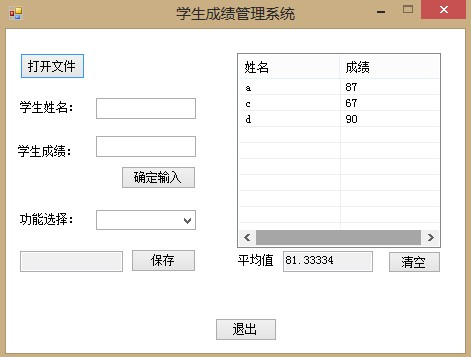 学生成绩管理系统
打开文件
学生姓名：
学生成绩：
确定输入
功能选择：
保存
姓名 成绩
a 87
c 67
d 90
平均值 81.33334 清空
退出